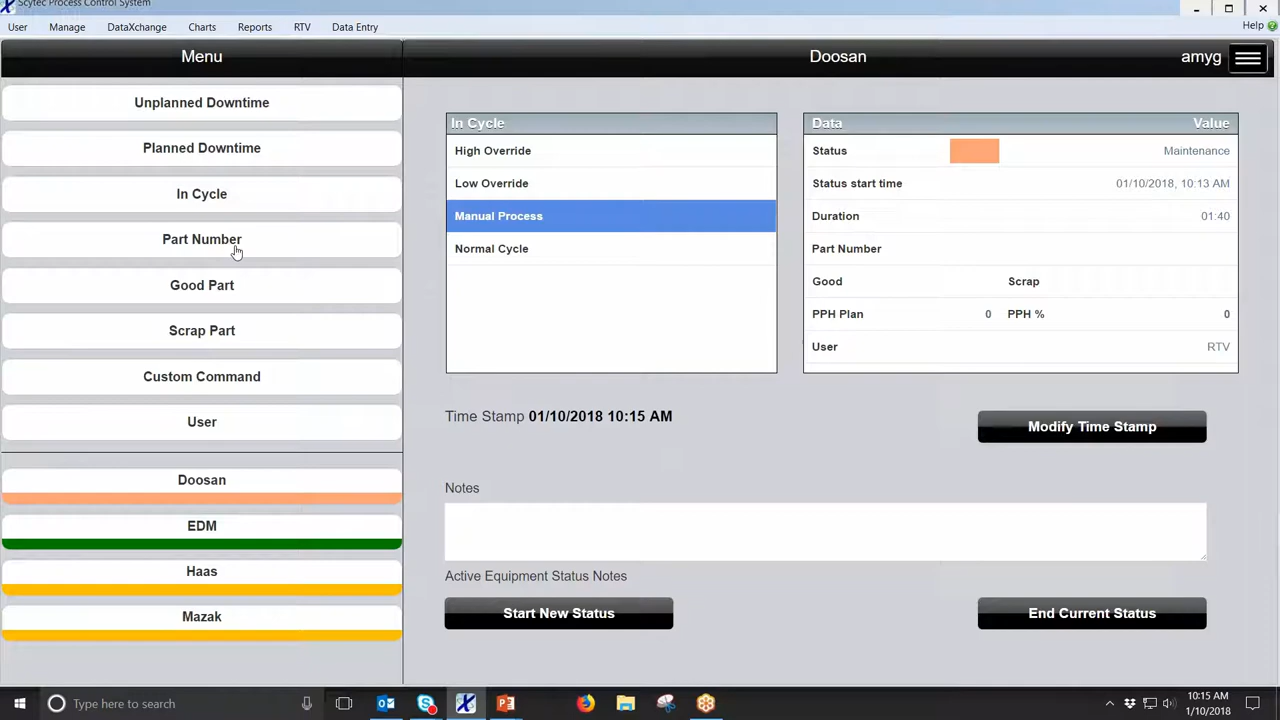 Scytec Process Control System
User Manage DataXchange Charts Reports RTV Data Entry Help
Menu
Unplanned Downtime
Planned Downtime
In Cycle
Part Number
Good Part
Scrap Part
Custom Command
User
Doosan
EDM
Haas
Mazak
Doosan amyg
In Cycle
High Override
Low Override
Manual Process
Normal Cycle
Data Value
Status Maintenance
Status start time 01/10/2018, 10:13 AM
Duration 01:40
Part Number
Good Scrap
PPH Plan 0 PPH % 0
User RTV
Time Stamp 01/10/2018 10:15 AM
Modify Time Stamp
Notes
Active Equipment Status Notes
Start New Status End Current Status
Type here to search
10:15 AM
1/10/2018